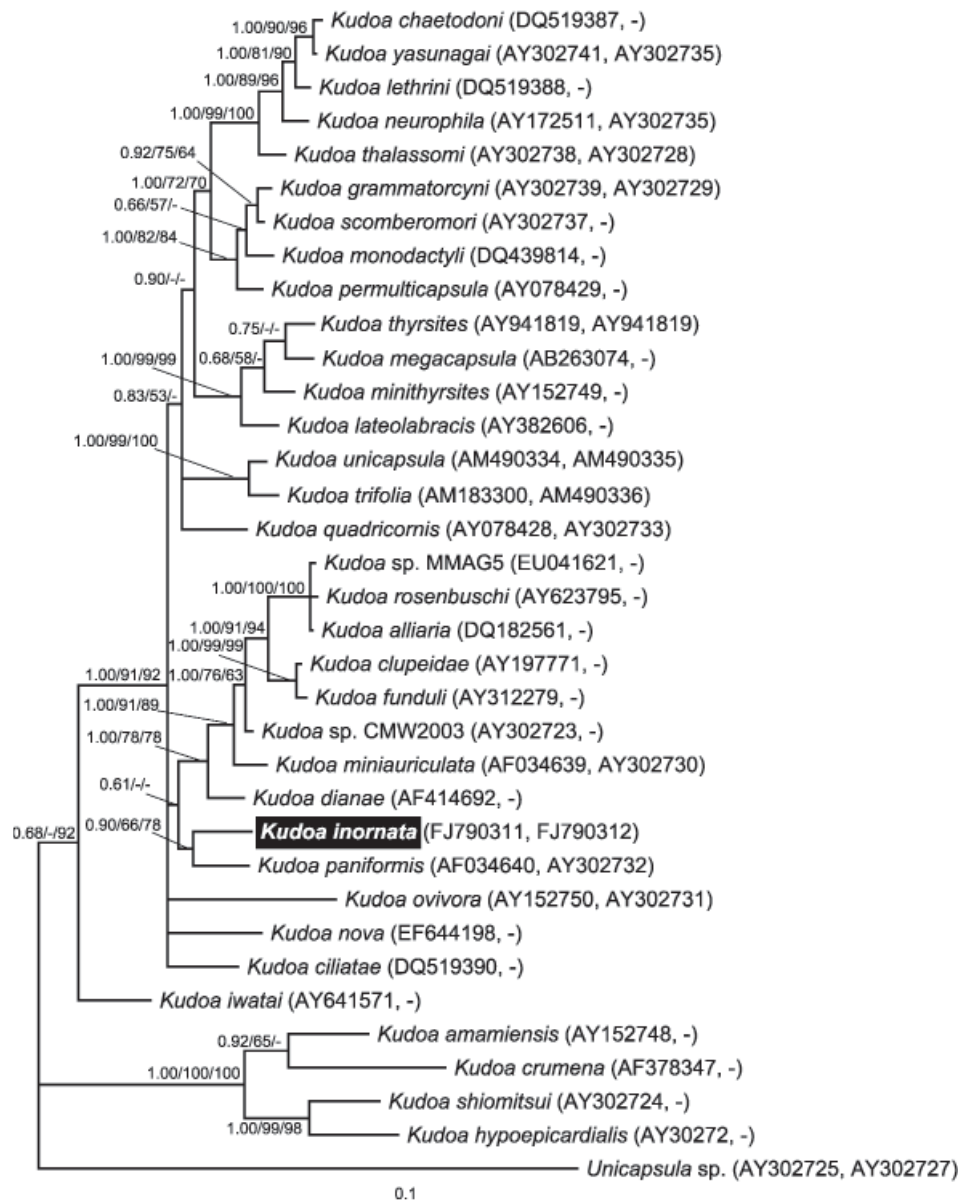 1.00/90/96
Kudoa chaetodoni (DQ519387, -)
1.00/81/90
Kudoa yasunagai (AY302741, AY302735)
1.00/89/96
Kudoa lethrini (DQ519388, -)
1.00/99/100
Kudoa neurophila (AY172511, AY302735)
0.92/75/64
Kudoa thalassomi (AY302738, AY302728)
1.00/72/70
Kudoa grammatorcyni (AY302739, AY302729)
0.66/57/-
Kudoa scomberomori (AY302737, -)
1.00/82/84
Kudoa monodactyli (DQ439814, -)
0.90/-/-
Kudoa permulticapsula (AY078429, -)
0.75/-/-
Kudoa thyrsites (AY941819, AY941819)
1.00/99/99
0.68/58/-
Kudoa megacapsula (AB263074, -)
0.83/53/-
Kudoa minithyrsites (AY152749, -)
Kudoa lateolabracis (AY382606, -)
1.00/99/100
Kudoa unicapsula (AM490334, AM490335)
Kudoa trifolia (AM183300, AM490336)
Kudoa quadricornis (AY078428, AY302733)
Kudoa sp. MMAG5 (EU041621, -)
1.00/100/100
Kudoa rosenbuschi (AY623795, -)
1.00/91/94
Kudoa alliaria (DQ182561, -)
1.00/99/99
Kudoa clupeidae (AY197771, -)
1.00/91/92
1.00/76/63
Kudoa funduli (AY312279, -)
1.00/91/89
Kudoa sp. CMW2003 (AY302723, -)
1.00/78/78
Kudoa miniauriculata (AF034639, AY302730)
0.61/-/-
Kudoa dianae (AF414692, -)
0.68/-/92
0.90/66/78
Kudoa inornata (FJ790311, FJ790312)
Kudoa paniformis (AF034640, AY302732)
Kudoa ovivora (AY152750, AY302731)
Kudoa nova (EF644198, -)
Kudoa ciliatae (DQ519390, -)
Kudoa iwatai (AY641571, -)
0.92/65/-
Kudoa amamiensis (AY152748, -)
1.00/100/100
Kudoa crumena (AF378347, -)
Kudoa shiomitsui (AY302724, -)
1.00/99/98
Kudoa hypoepicardialis (AY30272, -)
Unicapsula sp. (AY302725, AY302727)
0.1